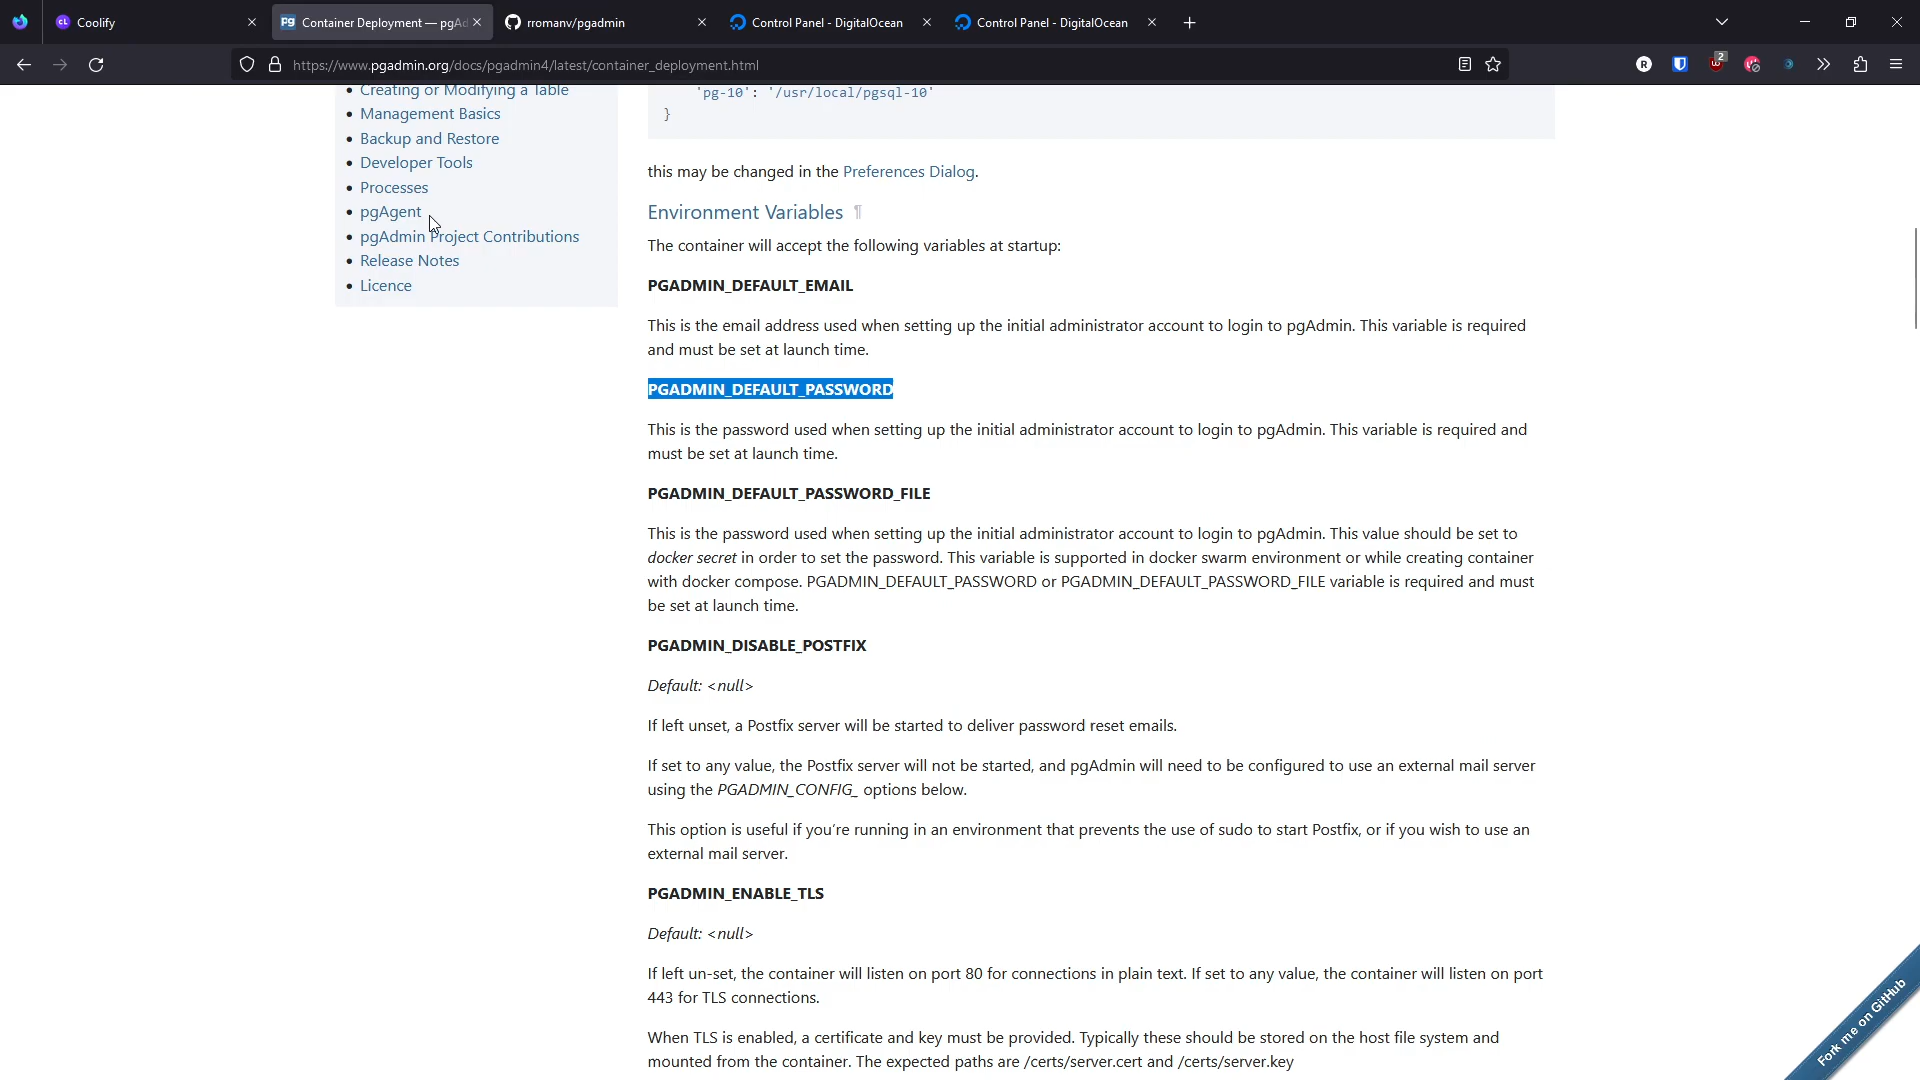 Coolify
Container Deployment — pgAd
rromanv/pgadmin
Control Panel - DigitalOcean
Control Panel - DigitalOcean
https://www.pgadmin.org/docs/pgadmin4/latest/container_deployment.html
R
2
Creating or Modifying a Table
Management Basics
Backup and Restore
Developer Tools
Processes
pgAgent
pgAdmin Project Contributions
Release Notes
Licence
'pg-10': '/usr/local/pgsql-10'
}
this may be changed in the Preferences Dialog.
Environment Variables ¶
The container will accept the following variables at startup:
PGADMIN_DEFAULT_EMAIL
This is the email address used when setting up the initial administrator account to login to pgAdmin. This variable is required
and must be set at launch time.
PGADMIN_DEFAULT_PASSWORD
This is the password used when setting up the initial administrator account to login to pgAdmin. This variable is required and
must be set at launch time.
PGADMIN_DEFAULT_PASSWORD_FILE
This is the password used when setting up the initial administrator account to login to pgAdmin. This value should be set to
docker secret in order to set the password. This variable is supported in docker swarm environment or while creating container
with docker compose. PGADMIN_DEFAULT_PASSWORD or PGADMIN_DEFAULT_PASSWORD_FILE variable is required and must
be set at launch time.
PGADMIN_DISABLE_POSTFIX
Default: <null>
If left unset, a Postfix server will be started to deliver password reset emails.
If set to any value, the Postfix server will not be started, and pgAdmin will need to be configured to use an external mail server
using the PGADMIN_CONFIG_ options below.
This option is useful if you're running in an environment that prevents the use of sudo to start Postfix, or if you wish to use an
external mail server.
PGADMIN_ENABLE_TLS
Default: <null>
If left un-set, the container will listen on port 80 for connections in plain text. If set to any value, the container will listen on port
443 for TLS connections.
When TLS is enabled, a certificate and key must be provided. Typically these should be stored on the host file system and
mounted from the container. The expected paths are /certs/server.cert and /certs/server.key
Fork me on GitHub